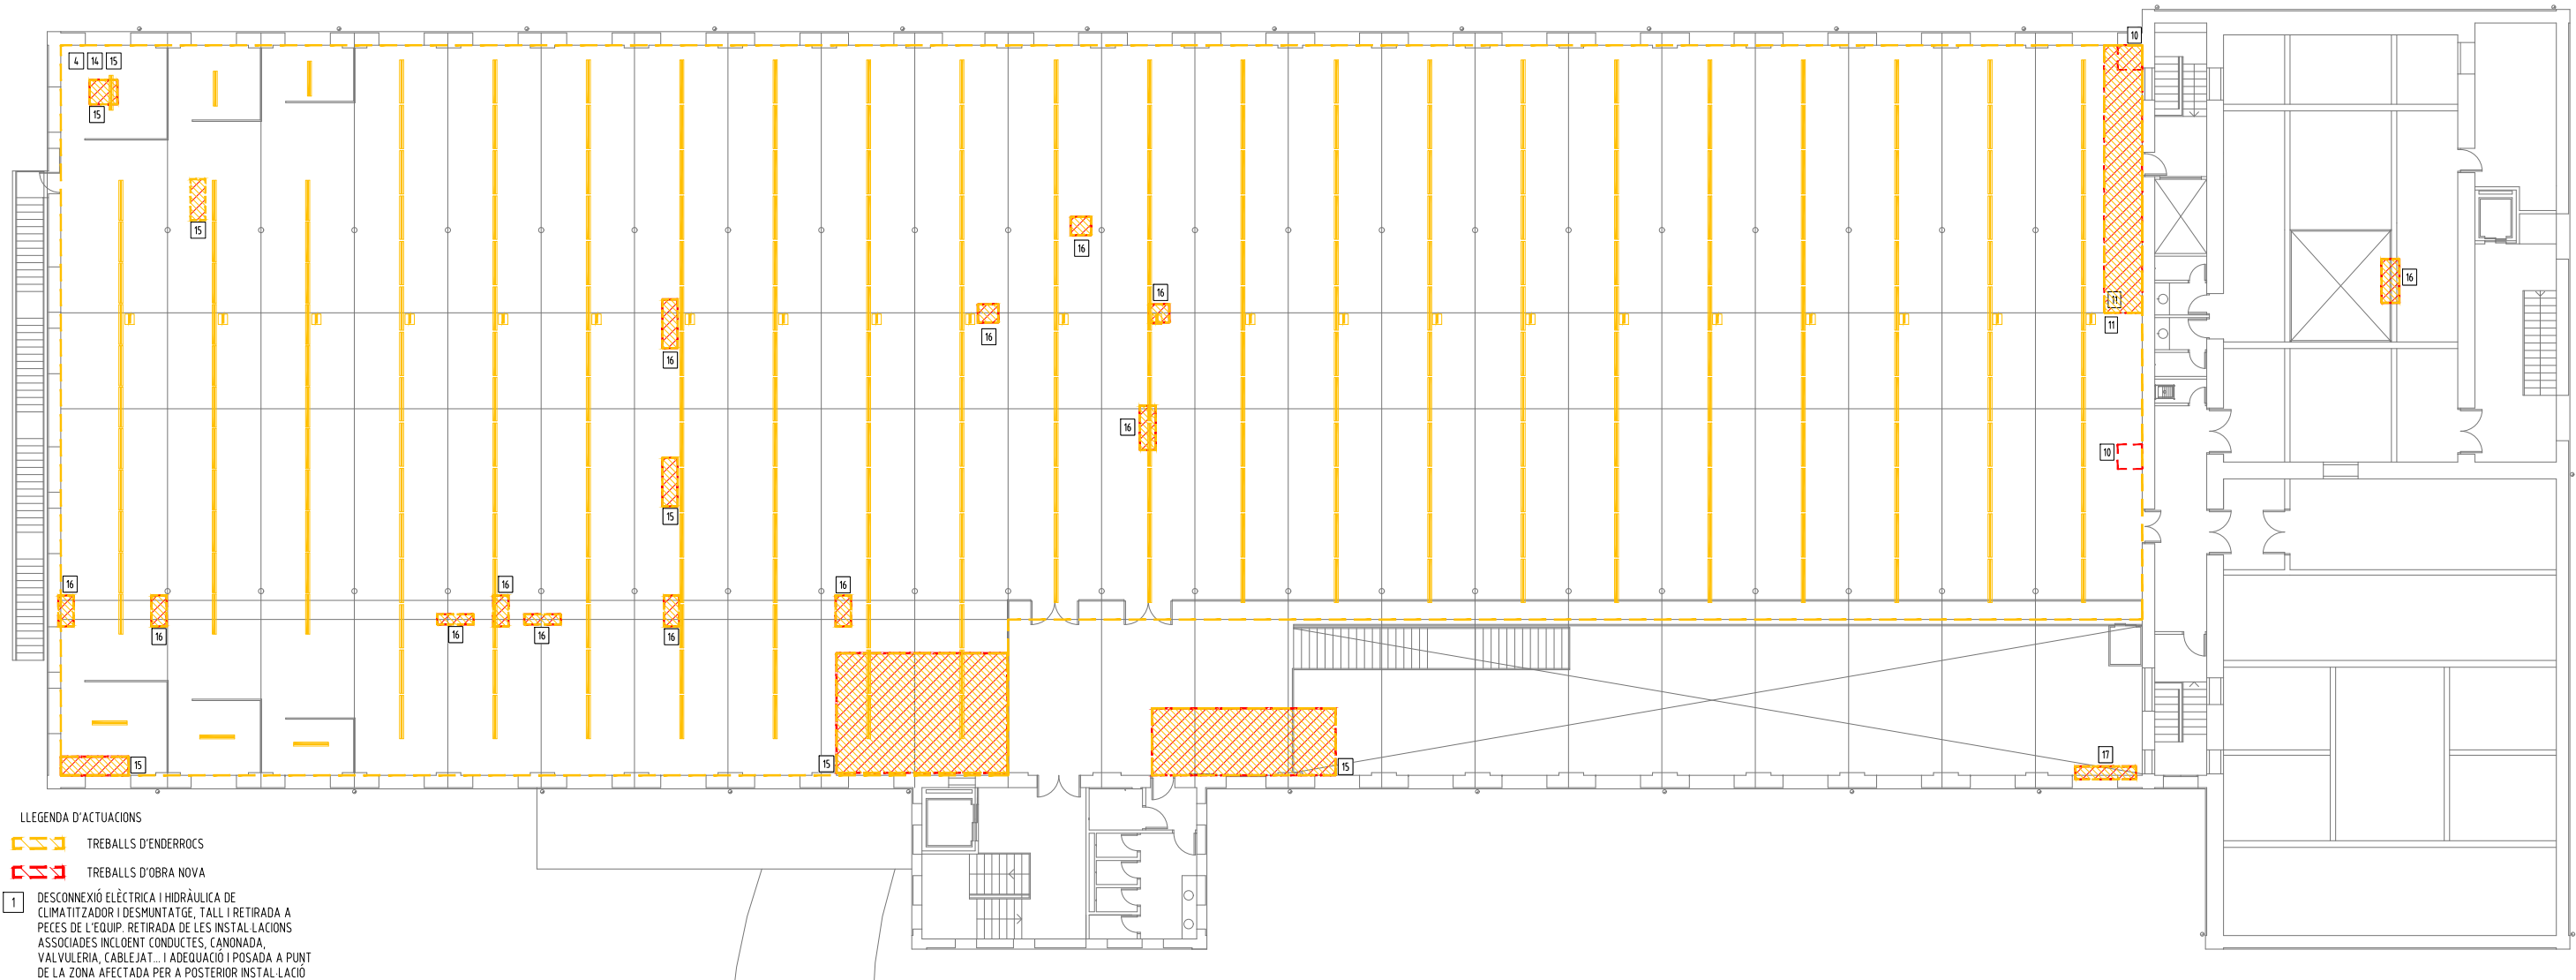 10
4 14 15
15
15
16
16
16
16
11
11
16
16
10
15
16
16
16
16
16
16
16
17
15
15
15
LLEGENDA D'ACTUACIONS
TREBALLS D'ENDERROCS
TREBALLS D'OBRA NOVA
1 DESCONNEXIÓ ELÈCTRICA I HIDRÀULICA DE
CLIMATITZADOR I DESMUNTATGE, TALL I RETIRADA A
PECES DE L'EQUIP. RETIRADA DE LES INSTAL·LACIONS
ASSOCIADES INCLOENT CONDUCTES, CANONADA,
VALVULERIA, CABLEJAT... I ADEQUACIÓ I POSADA A PUNT
DE LA ZONA AFECTADA PER A POSTERIOR INSTAL·LACIÓ